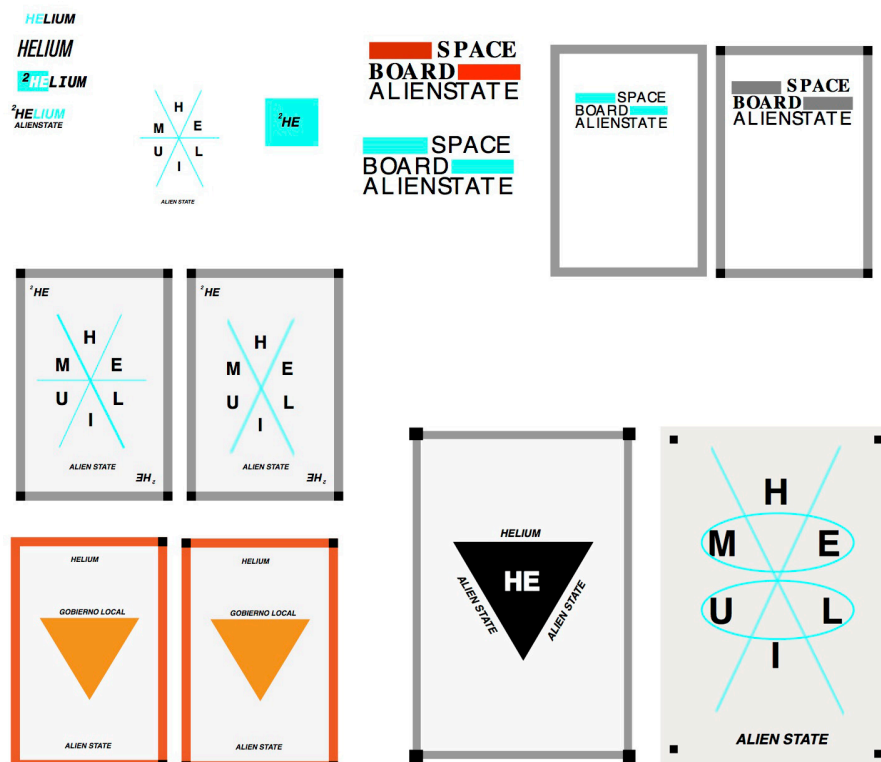 HELIUM
HELIUM
²HELIUM
²HELIUM
ALIENSTATE
H
M E
U L
I
ALIEN STATE
²HE
SPACE
BOARD
ALIENSTATE
SPACE
BOARD
ALIENSTATE
SPACE
BOARD
ALIENSTATE
SPACE
BOARD
ALIENSTATE
²HE
H
M E
U L
I
ALIEN STATE
²HE
²HE
H
M E
U L
I
ALIEN STATE
²HE
HELIUM
GOBIERNO LOCAL
ALIEN STATE
HELIUM
GOBIERNO LOCAL
ALIEN STATE
HELIUM
HE
ALIEN STATE
ALIEN STATE
H
M E
U L
I
ALIEN STATE